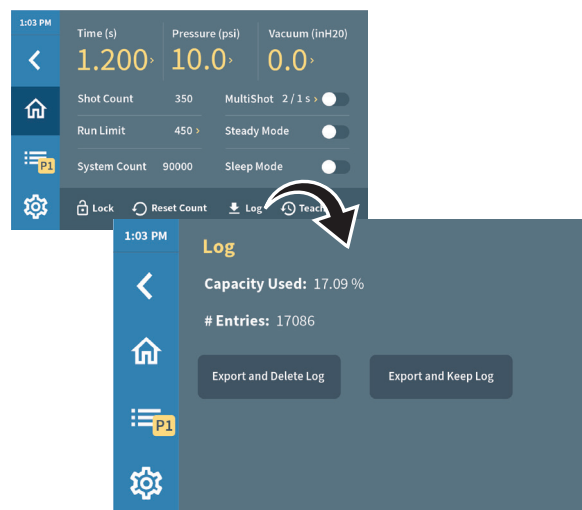 1:03 PM
Time (s) Pressure (psi) Vacuum (inH20)
1.200 › 10.0 › 0.0 ›
Shot Count 350 MultiShot 2 / 1 s ›
Run Limit 450 › Steady Mode
P1
System Count 90000 Sleep Mode
Lock Reset Count Log Teach
1:03 PM
Log
Capacity Used: 17.09 %
# Entries: 17086
Export and Delete Log Export and Keep Log
P1